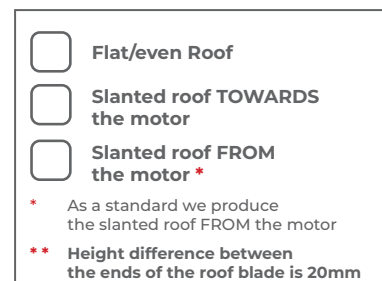 Flat/even Roof
Slanted roof TOWARDS
the motor
Slanted roof FROM
the motor *
* As a standard we produce
the slanted roof FROM the motor
** Height difference between
the ends of the roof blade is 20mm